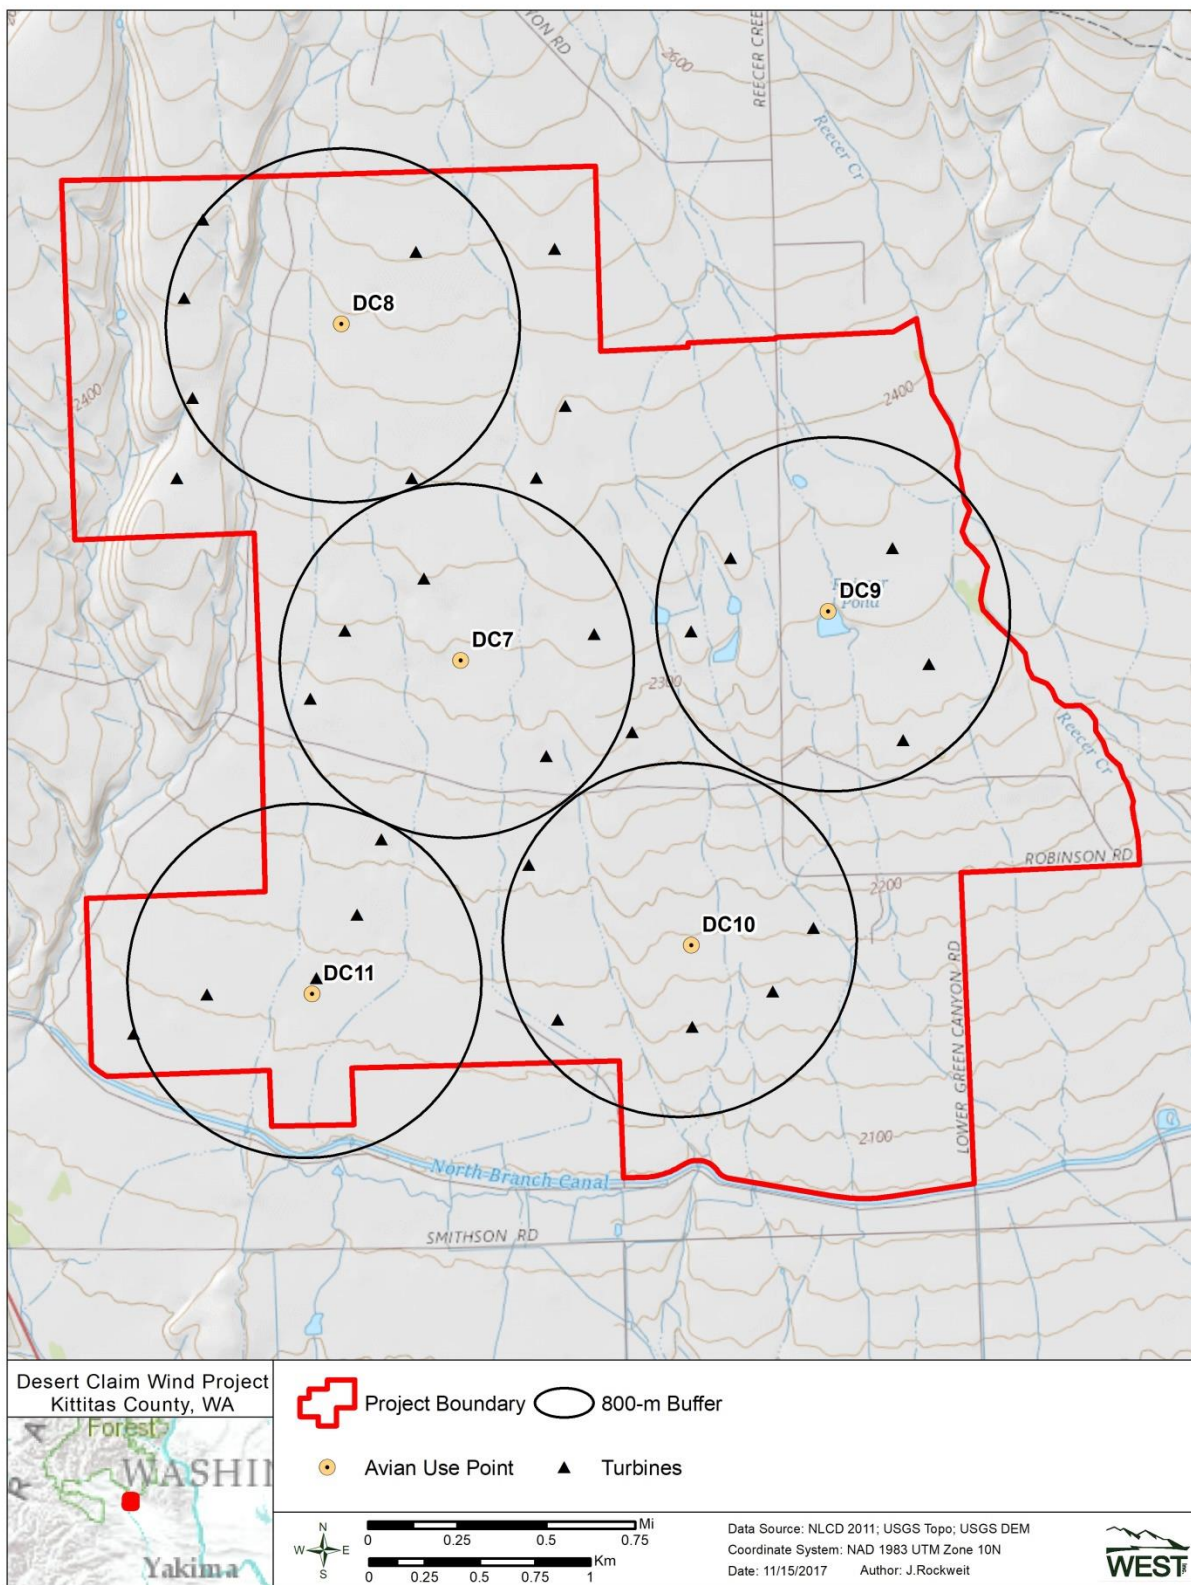 YON RD
REECER CREE
2600
Reecer Cr
DC8
2400
2400
DC9
Pond
DC7
2300
Reecer Cr
ROBINSON RD
2200
DC10
DC11
LOWER GREEN CANYON RD
2100
North Branch Canal
SMITHSON RD
Desert Claim Wind Project
Kittitas County, WA
Forest
WASHIN
Yakima
Project Boundary
800-m Buffer
Avian Use Point
Turbines
N
W E
S
Mi
0 0.25 0.5 0.75
Km
0 0.25 0.5 0.75 1
Data Source: NLCD 2011; USGS Topo; USGS DEM
Coordinate System: NAD 1983 UTM Zone 10N
Date: 11/15/2017 Author: J.Rockweit
WEST